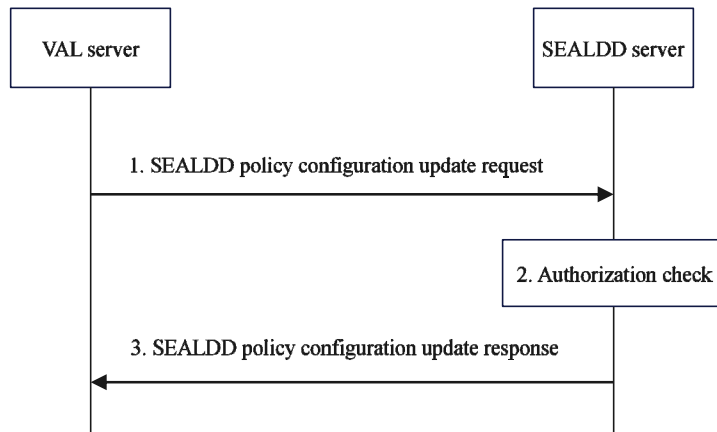 VAL server
SEALDD server
1. SEALDD policy configuration update request
2. Authorization check
3. SEALDD policy configuration update response